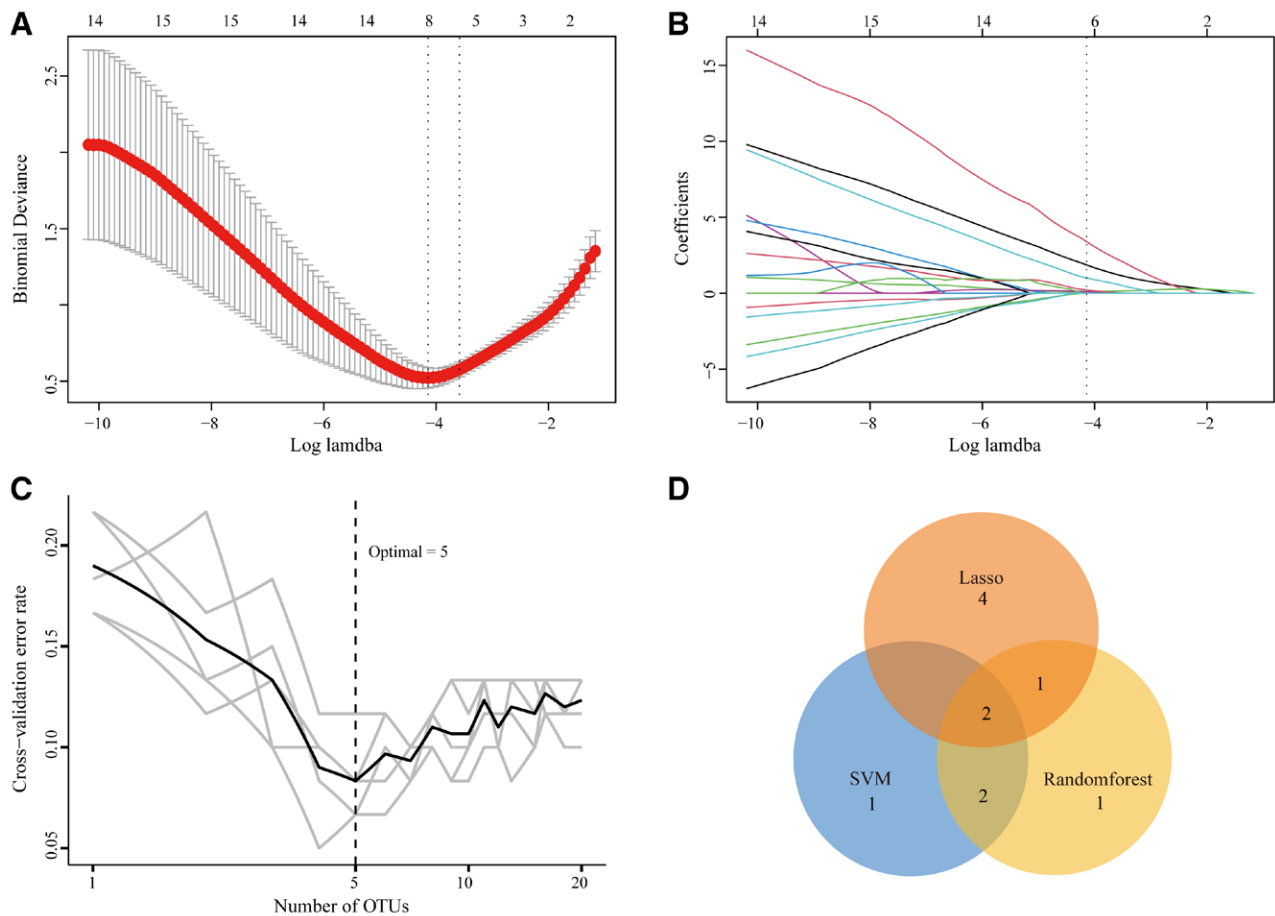 A
14 15 15 14 14 8 5 3 2
2.5
1.5
0.5
Binomial Deviance
−10 −8 −6 −4 −2
Log lamdba
B
14 15 14 6 2
15
10
5
0
−5
Coefficients
−10 −8 −6 −4 −2
Log lamdba
C
0.20
0.15
0.10
0.05
Cross−validation error rate
Optimal = 5
1 5 10 20
Number of OTUs
D
Lasso
4
1
2
SVM
1
2
Randomforest
1